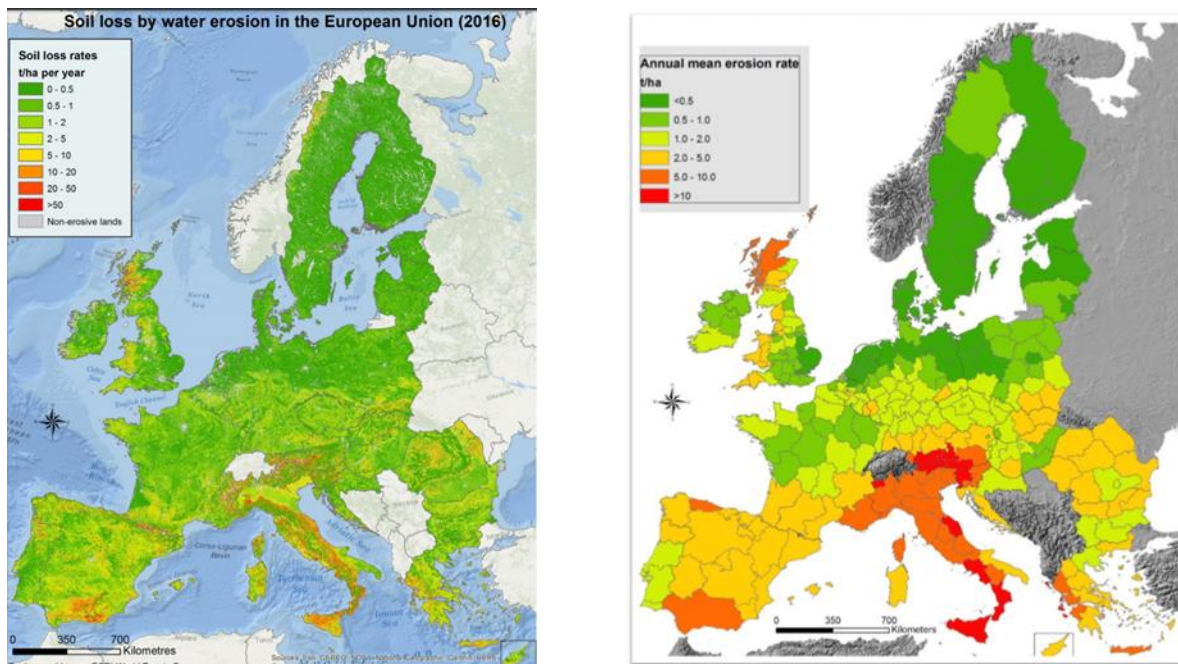 Soil loss by water erosion in the European Union (2016)
Soil loss rates
t/ha per year
0 - 0.5
0.5 - 1
1 - 2
2 - 5
5 - 10
10 - 20
20 - 50
>50
Non-erosive lands
North
Sea
Baltic
Sea
Celtic
Sea
English Channel
Ukraine
Adriatic Sea
Tyrrhenian
Sea
Ionian
Sea
0 350 700
Kilometres
Annual mean erosion rate
t/ha
<0.5
0.5 - 1.0
1.0 - 2.0
2.0 - 5.0
5.0 - 10.0
>10
0 350 700
Kilometers